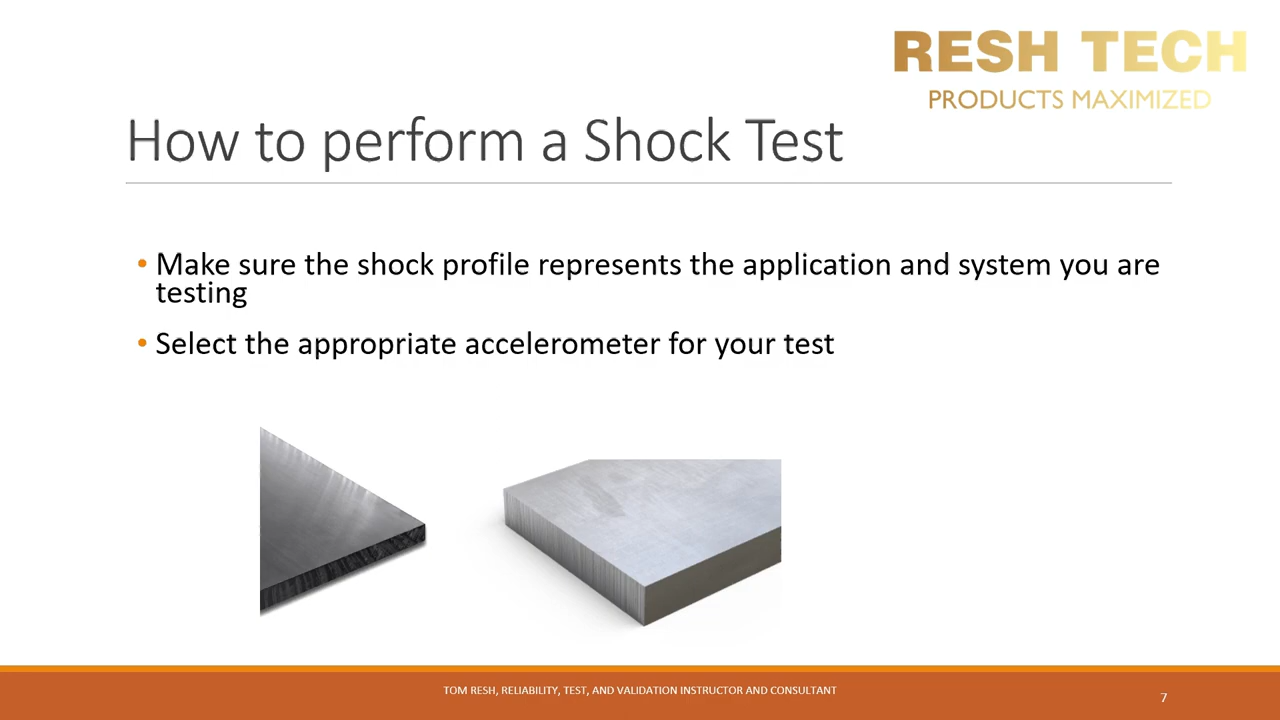 RESH TECH
PRODUCTS MAXIMIZED
How to perform a Shock Test
• Make sure the shock profile represents the application and system you are
testing
• Select the appropriate accelerometer for your test
TOM RESH, RELIABILITY, TEST, AND VALIDATION INSTRUCTOR AND CONSULTANT
7